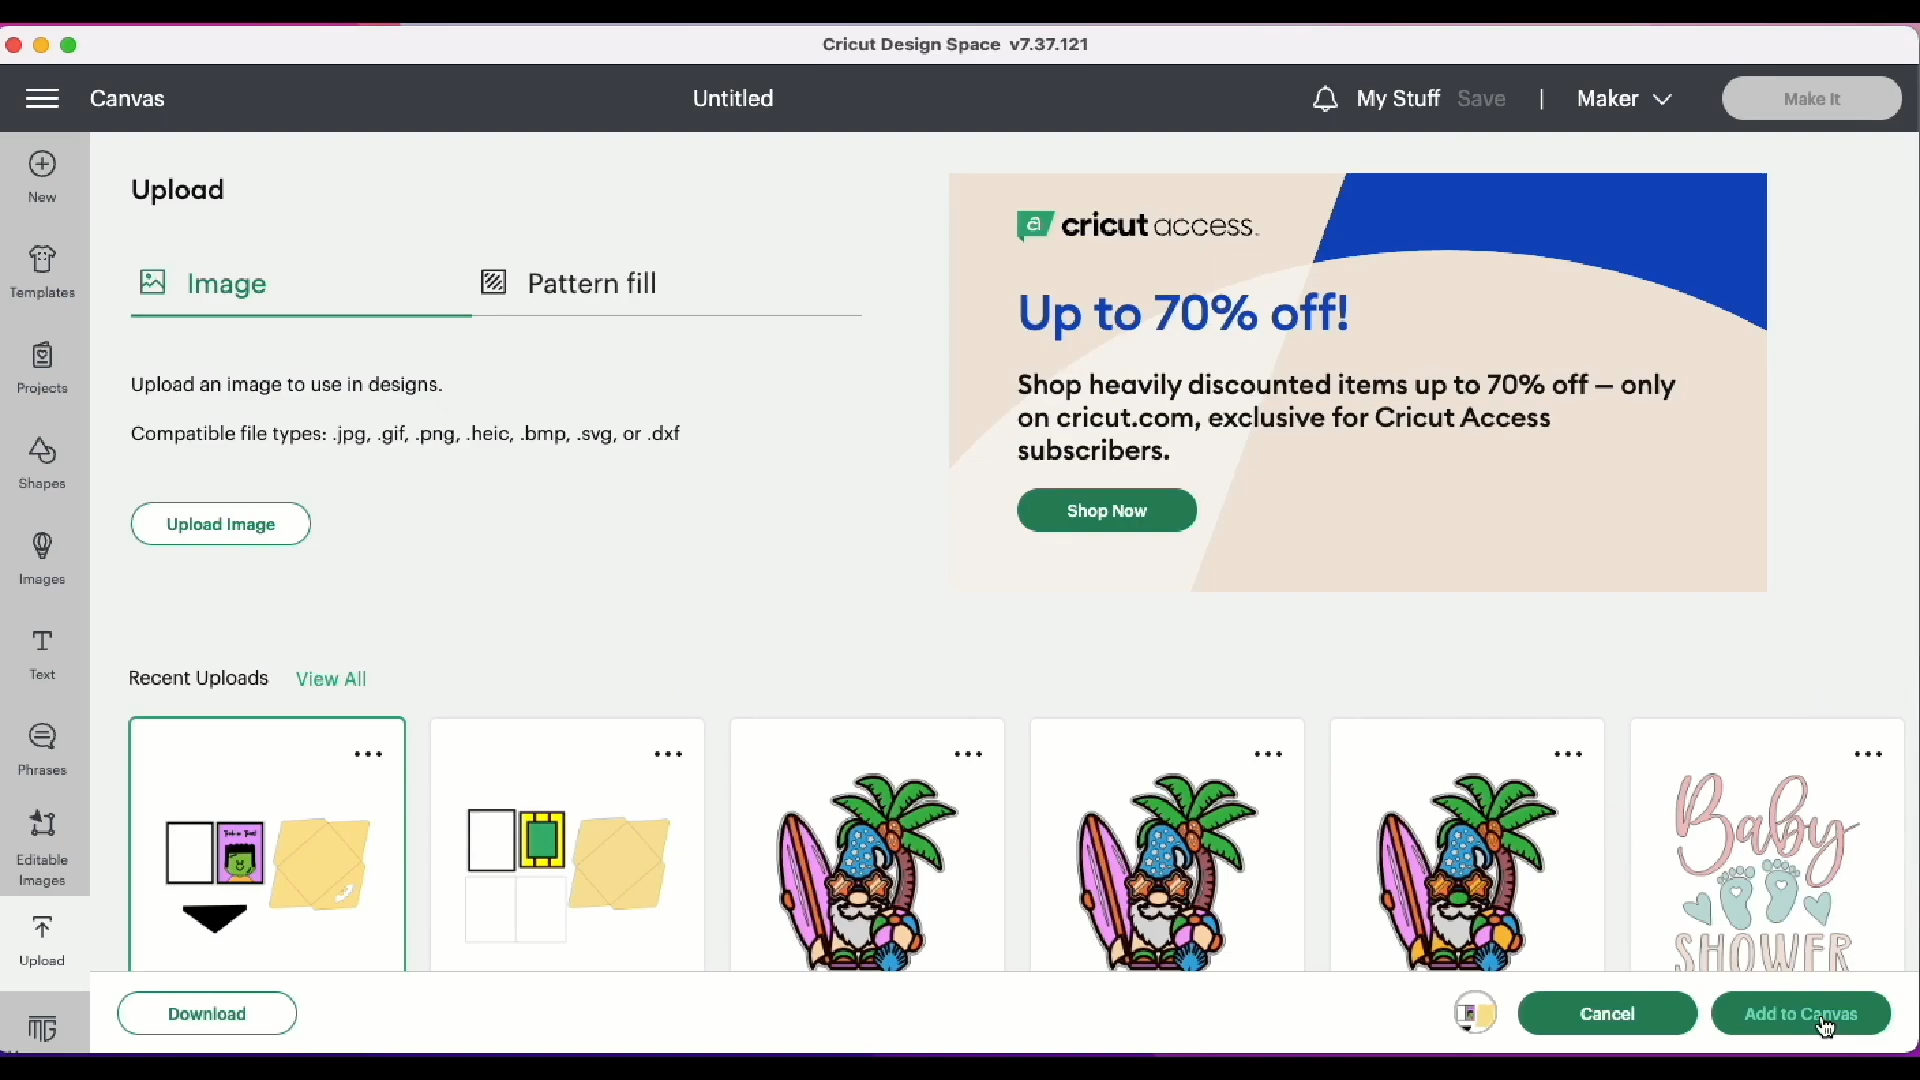 Cricut Design Space v7.37.121
Canvas
Untitled
My Stuff
Save
|
Maker
Make It
New
Templates
Projects
Shapes
Images
Text
Phrases
Editable
Images
Upload
Upload
Image
Pattern fill
Upload an image to use in designs.
Compatible file types: .jpg, .gif, .png, .heic, .bmp, .svg, or .dxf
Upload Image
a cricut access.
Up to 70% off!
Shop heavily discounted items up to 70% off — only
on cricut.com, exclusive for Cricut Access
subscribers.
Shop Now
Recent Uploads
View All
Baby
SHOWER
Download
Cancel
Add to Canvas